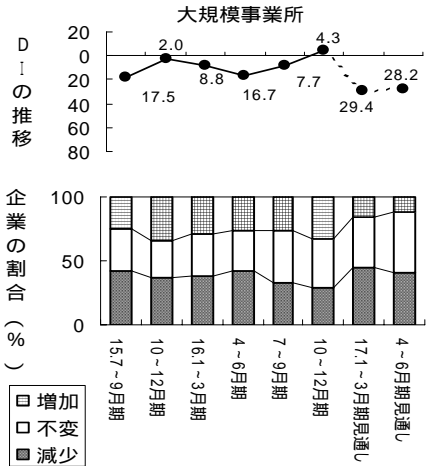 大規模事業所
DIの推移
20
0
20
40
60
80
17.5
2.0
8.8
16.7
7.7
4.3
29.4
28.2
企業の割合(%)
100
50
0
15.7~9月期
10~12月期
16.1~3月期
4~6月期
7~9月期
10~12月期
17.1~3月期見通し
4~6月期見通し
増加
不変
減少